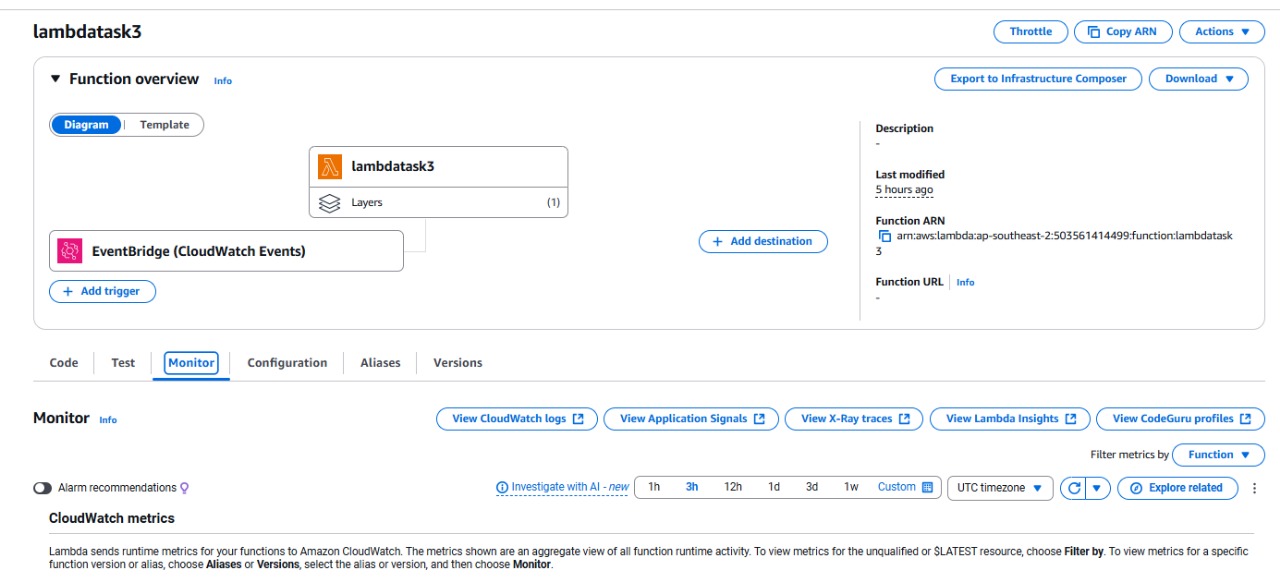 lambdatask3
Throttle
Copy ARN
Actions
Function overview Info
Export to Infrastructure Composer
Download
Diagram
Template
lambdatask3
Layers
(1)
EventBridge (CloudWatch Events)
+ Add trigger
+ Add destination
Description
-
Last modified
5 hours ago
Function ARN
arn:aws:lambda:ap-southeast-2:503561414499:function:lambdatask
3
Function URL Info
-
Code
Test
Monitor
Configuration
Aliases
Versions
Monitor Info
View CloudWatch logs
View Application Signals
View X-Ray traces
View Lambda Insights
View CodeGuru profiles
Filter metrics by
Function
Alarm recommendations
Investigate with AI - new
1h
3h
12h
1d
3d
1w
Custom
UTC timezone
Explore related
CloudWatch metrics
Lambda sends runtime metrics for your functions to Amazon CloudWatch. The metrics shown are an aggregate view of all function runtime activity. To view metrics for the unqualified or $LATEST resource, choose Filter by. To view metrics for a specific
function version or alias, choose Aliases or Versions, select the alias or version, and then choose Monitor.